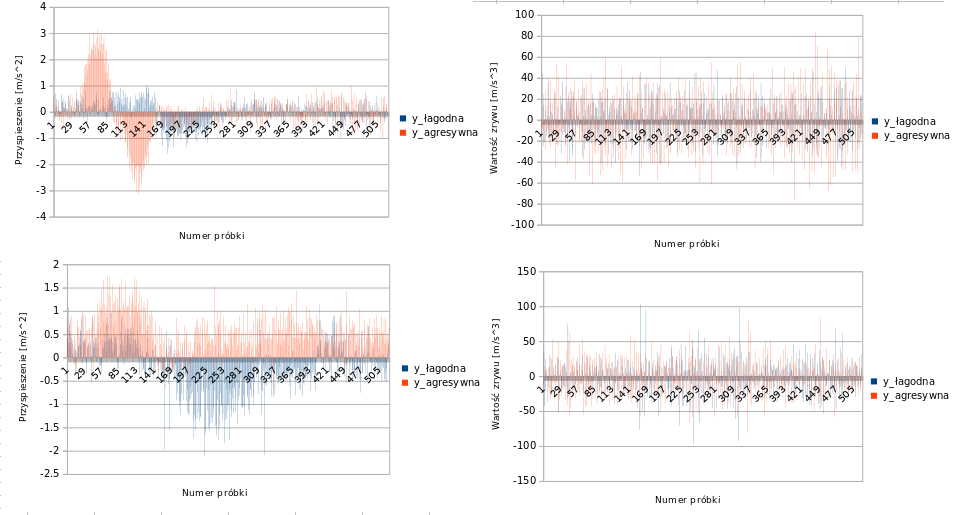 4
3
2
1
0
-1
-2
-3
-4
Przyspieszenie [m/s^2]
1 29 57 85 113 141 169 197 225 253 281 309 337 365 393 421 449 477 505
Numer próbki
y_łagodna
y_agresywna
100
80
60
40
20
0
-20
-40
-60
-80
-100
Wartość zrywu [m/s^3]
1 29 57 85 113 141 169 197 225 253 281 309 337 365 393 421 449 477 505
Numer próbki
y_łagodna
y_agresywna
2
1.5
1
0.5
0
-0.5
-1
-1.5
-2
-2.5
Przyspieszenie [m/s^2]
1 29 57 85 113 141 169 197 225 253 281 309 337 365 393 421 449 477 505
Numer próbki
y_łagodna
y_agresywna
150
100
50
0
-50
-100
-150
Wartość zrywu [m/s^3]
1 29 57 85 113 141 169 197 225 253 281 309 337 365 393 421 449 477 505
Numer próbki
y_łagodna
y_agresywna